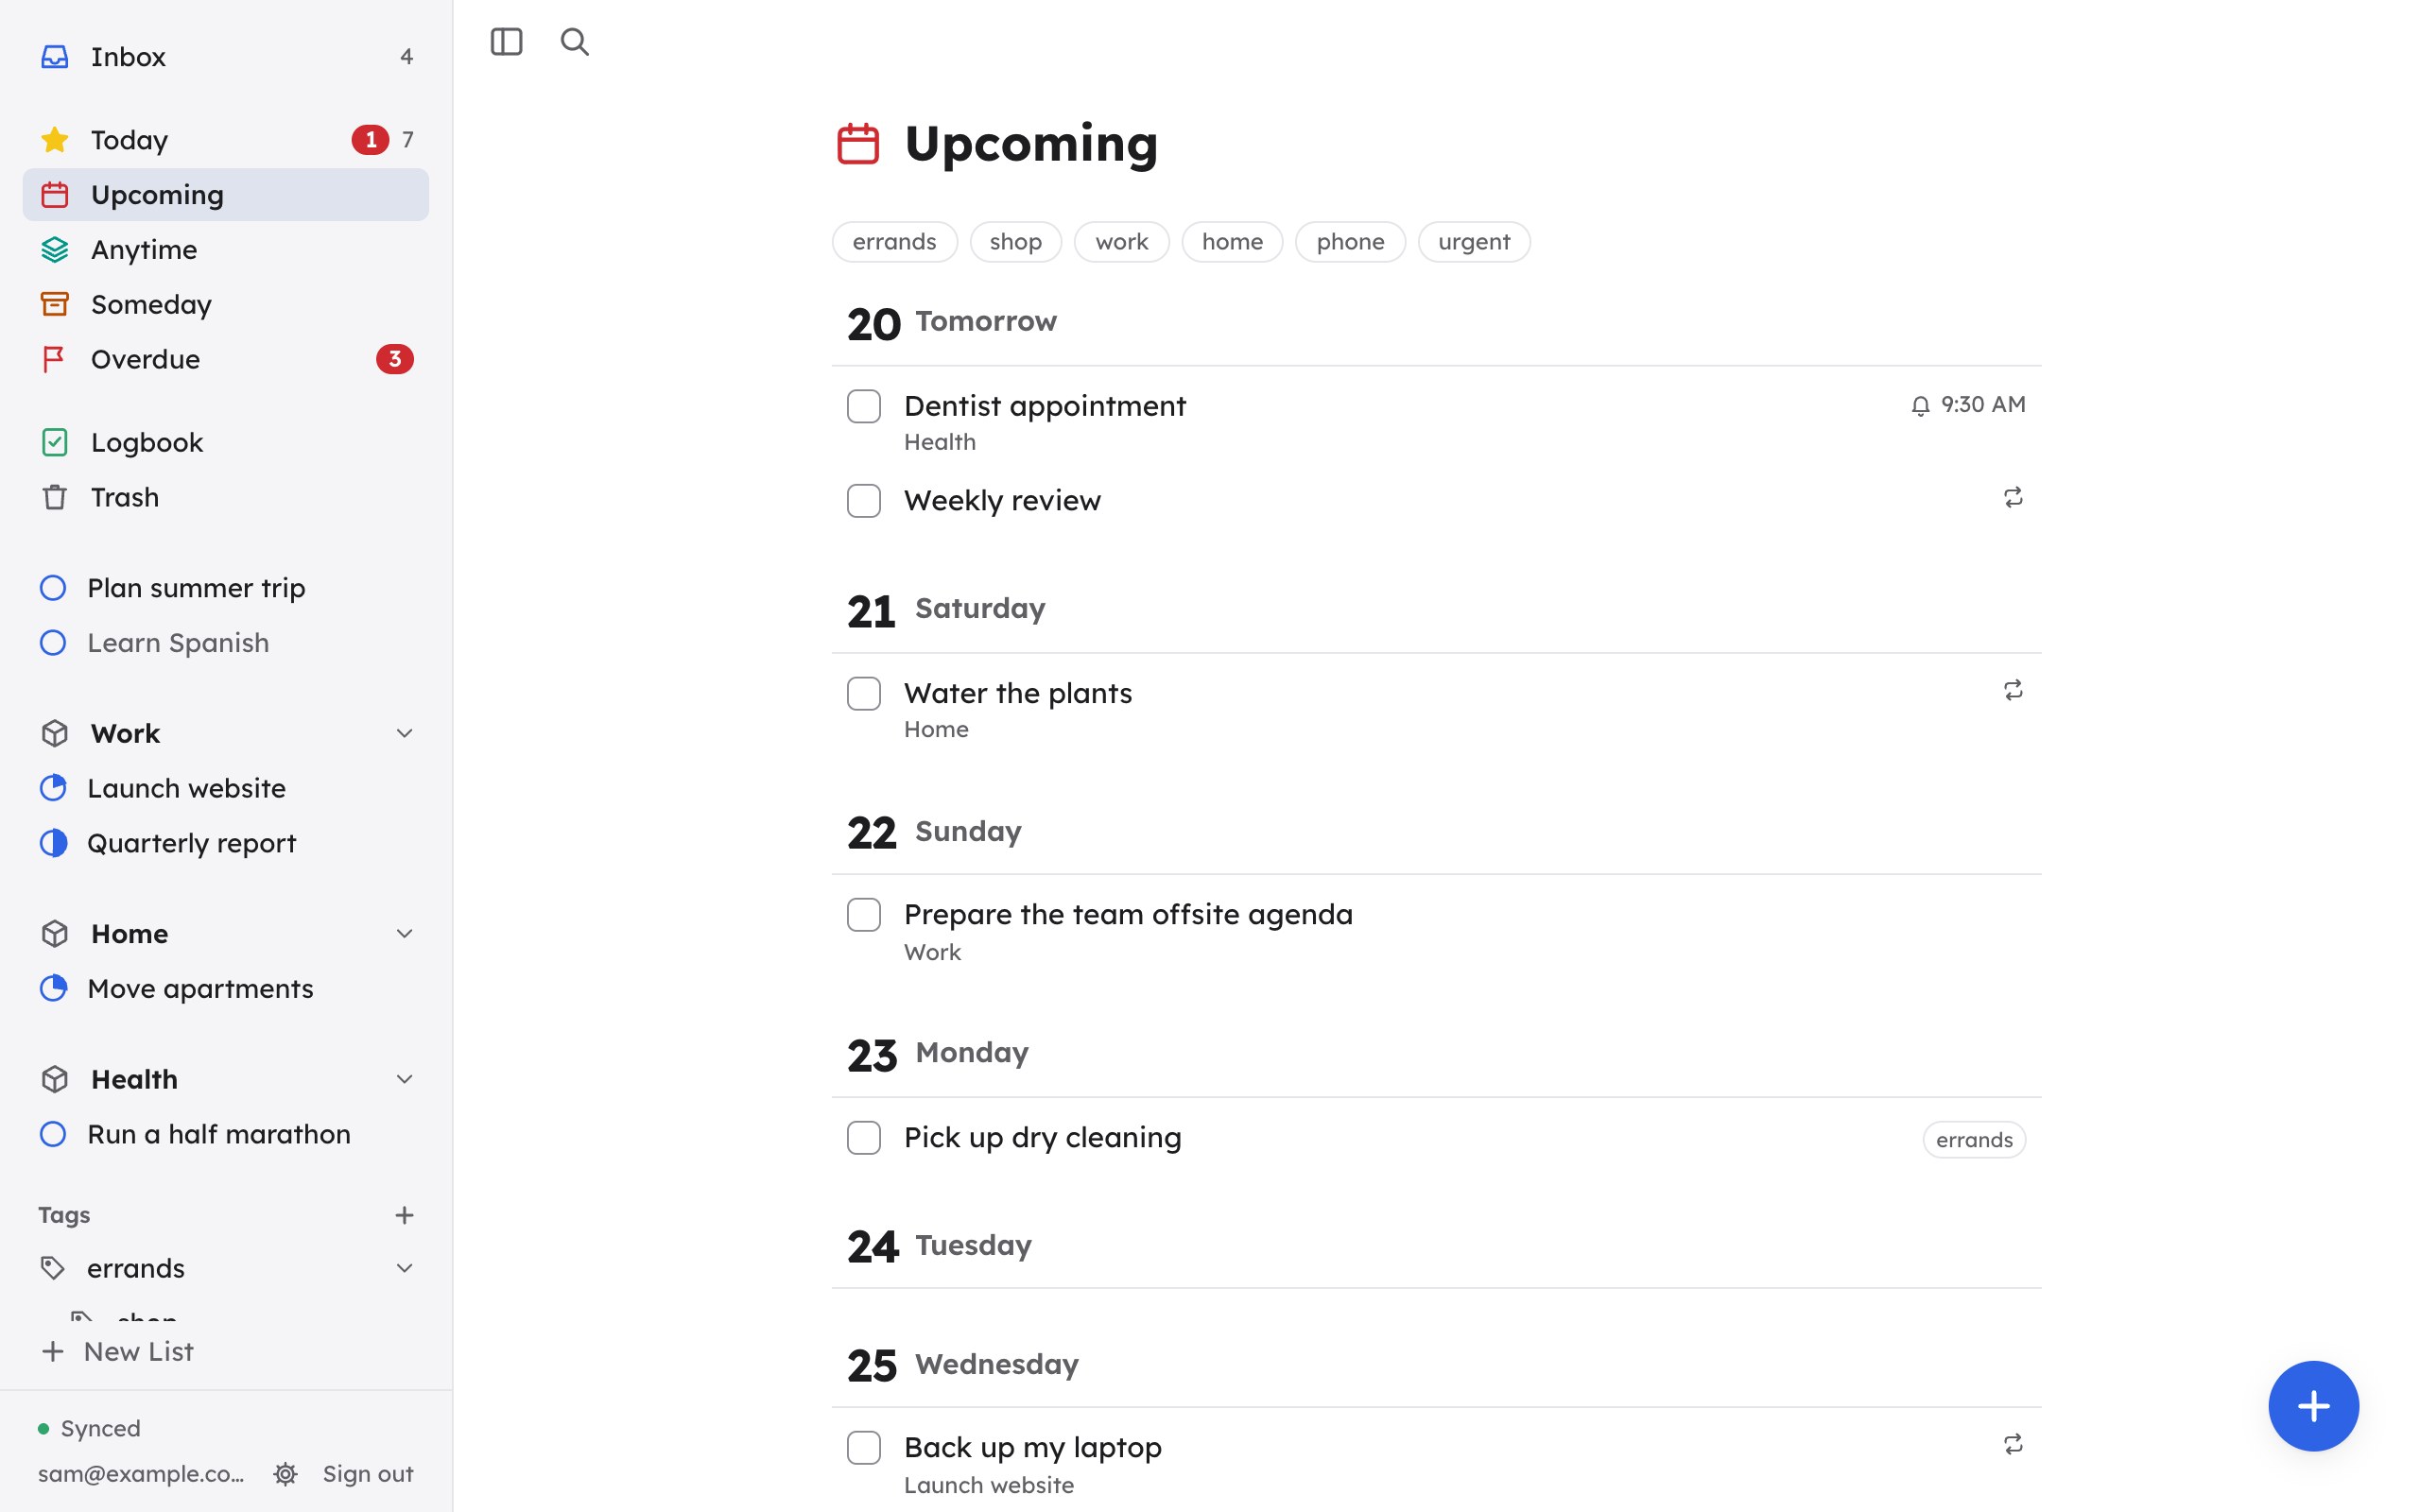 Inbox 4
Today 1 7
Upcoming
Anytime
Someday
Overdue 3
Logbook
Trash
Plan summer trip
Learn Spanish
Work
Launch website
Quarterly report
Home
Move apartments
Health
Run a half marathon
Tags
errands
shop
New List
Synced
sam@example.co…
Sign out
Upcoming
errands shop work home phone urgent
20 Tomorrow
Dentist appointment 9:30 AM
Health
Weekly review
21 Saturday
Water the plants
Home
22 Sunday
Prepare the team offsite agenda
Work
23 Monday
Pick up dry cleaning errands
24 Tuesday
25 Wednesday
Back up my laptop
Launch website